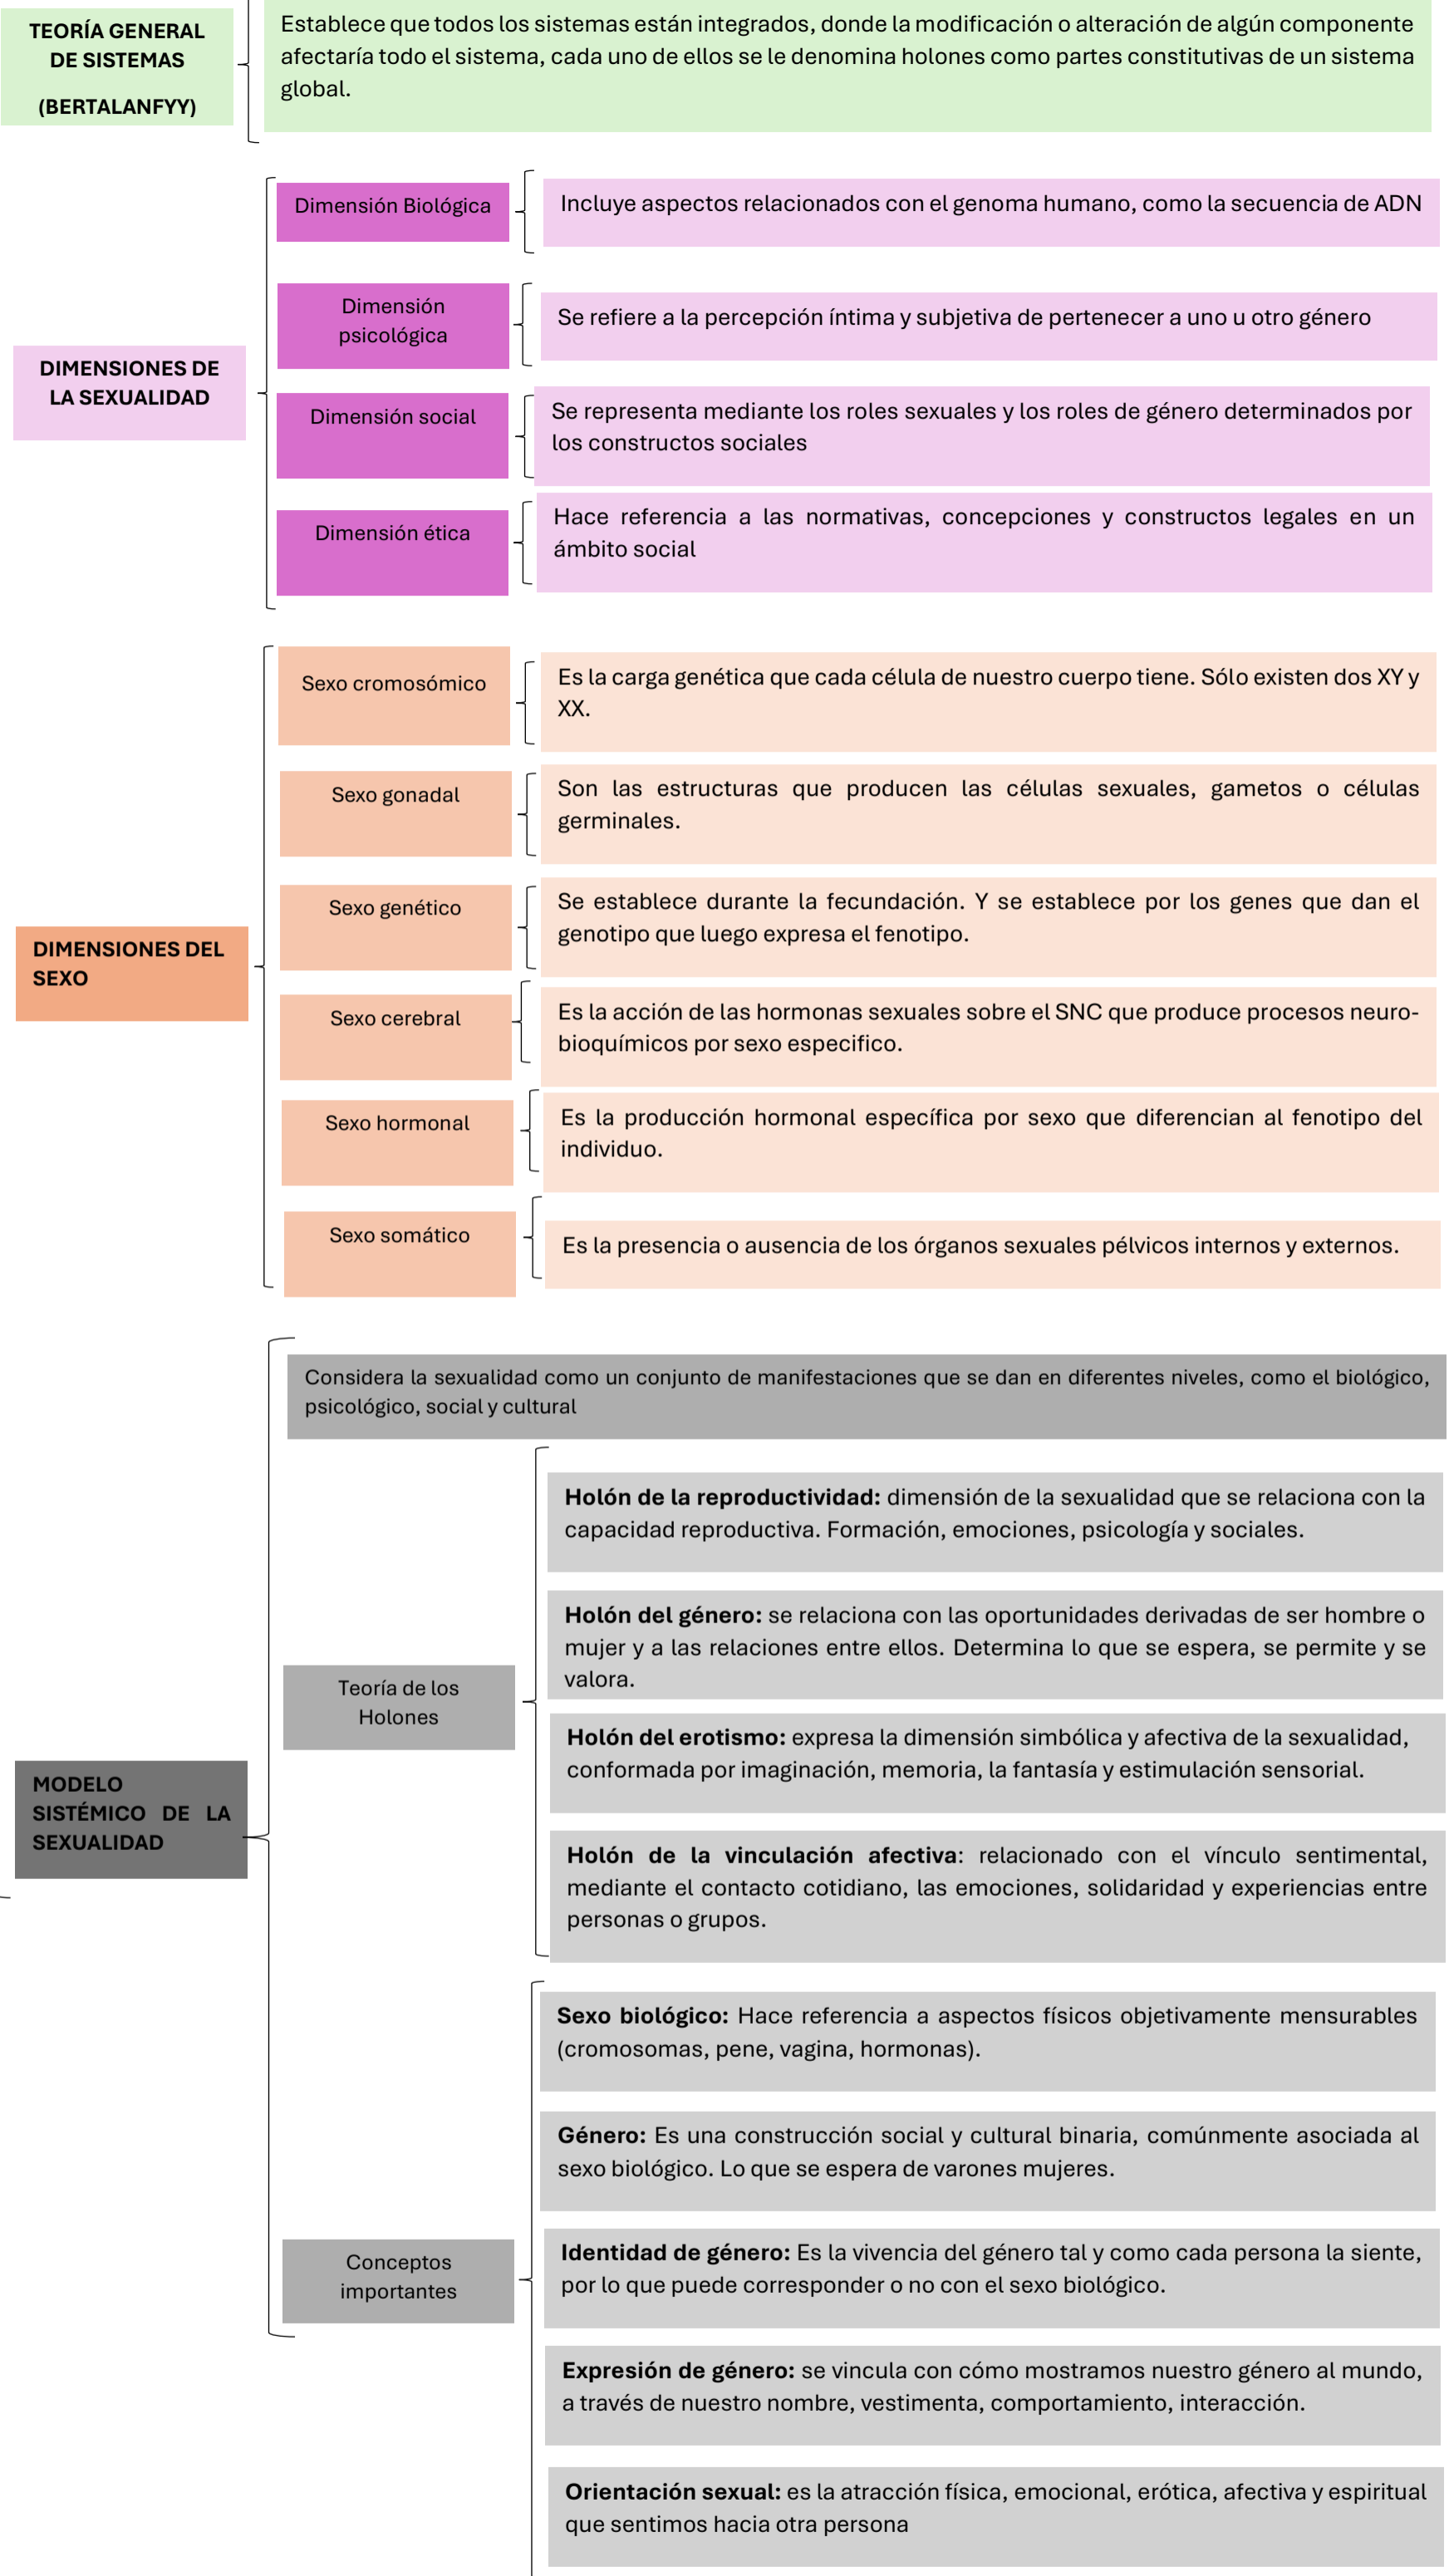 TEORÍA GENERAL
DE SISTEMAS
(BERTALANFYY)
Establece que todos los sistemas están integrados, donde la modificación o alteración de algún componente
afectaría todo el sistema, cada uno de ellos se le denomina holones como partes constitutivas de un sistema
global.
DIMENSIONES DE
LA SEXUALIDAD
Dimensión Biológica
Incluye aspectos relacionados con el genoma humano, como la secuencia de ADN
Dimensión
psicológica
Se refiere a la percepción íntima y subjetiva de pertenecer a uno u otro género
Dimensión social
Se representa mediante los roles sexuales y los roles de género determinados por
los constructos sociales
Dimensión ética
Hace referencia a las normativas, concepciones y constructos legales en un
ámbito social
DIMENSIONES DEL
SEXO
Sexo cromosómico
Es la carga genética que cada célula de nuestro cuerpo tiene. Sólo existen dos XY y
XX.
Sexo gonadal
Son las estructuras que producen las células sexuales, gametos o células
germinales.
Sexo genético
Se establece durante la fecundación. Y se establece por los genes que dan el
genotipo que luego expresa el fenotipo.
Sexo cerebral
Es la acción de las hormonas sexuales sobre el SNC que produce procesos neuro-
bioquímicos por sexo especifico.
Sexo hormonal
Es la producción hormonal específica por sexo que diferencian al fenotipo del
individuo.
Sexo somático
Es la presencia o ausencia de los órganos sexuales pélvicos internos y externos.
MODELO
SISTÉMICO DE LA
SEXUALIDAD
Considera la sexualidad como un conjunto de manifestaciones que se dan en diferentes niveles, como el biológico,
psicológico, social y cultural
Teoría de los
Holones
Holón de la reproductividad: dimensión de la sexualidad que se relaciona con la
capacidad reproductiva. Formación, emociones, psicología y sociales.
Holón del género: se relaciona con las oportunidades derivadas de ser hombre o
mujer y a las relaciones entre ellos. Determina lo que se espera, se permite y se
valora.
Holón del erotismo: expresa la dimensión simbólica y afectiva de la sexualidad,
conformada por imaginación, memoria, la fantasía y estimulación sensorial.
Holón de la vinculación afectiva: relacionado con el vínculo sentimental,
mediante el contacto cotidiano, las emociones, solidaridad y experiencias entre
personas o grupos.
Conceptos
importantes
Sexo biológico: Hace referencia a aspectos físicos objetivamente mensurables
(cromosomas, pene, vagina, hormonas).
Género: Es una construcción social y cultural binaria, comúnmente asociada al
sexo biológico. Lo que se espera de varones mujeres.
Identidad de género: Es la vivencia del género tal y como cada persona la siente,
por lo que puede corresponder o no con el sexo biológico.
Expresión de género: se vincula con cómo mostramos nuestro género al mundo,
a través de nuestro nombre, vestimenta, comportamiento, interacción.
Orientación sexual: es la atracción física, emocional, erótica, afectiva y espiritual
que sentimos hacia otra persona